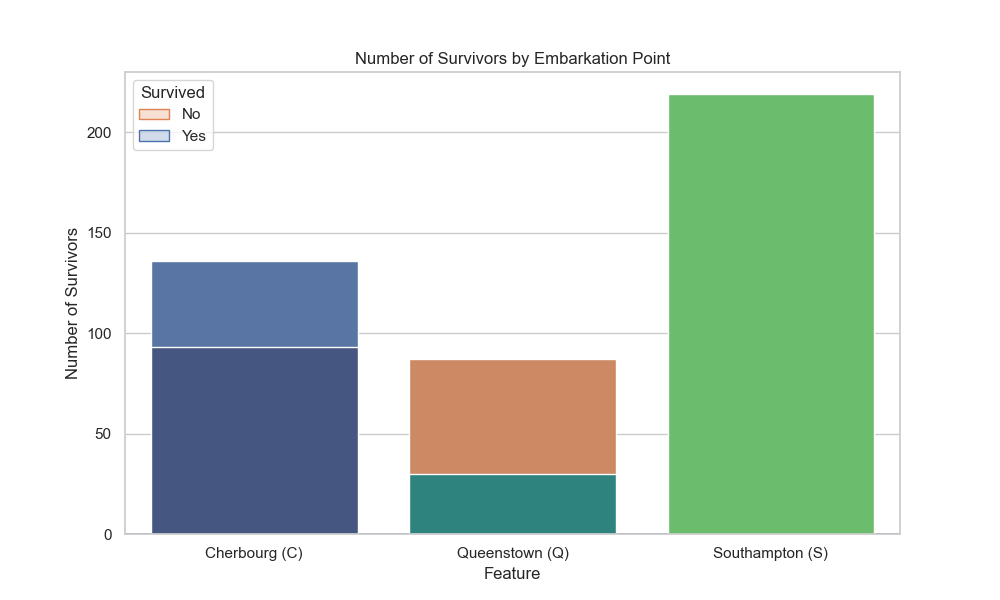 Number of Survivors by Embarkation Point
Survived
No
Yes
Number of Survivors
200
150
100
50
0
Cherbourg (C)
Queenstown (Q)
Southampton (S)
Feature